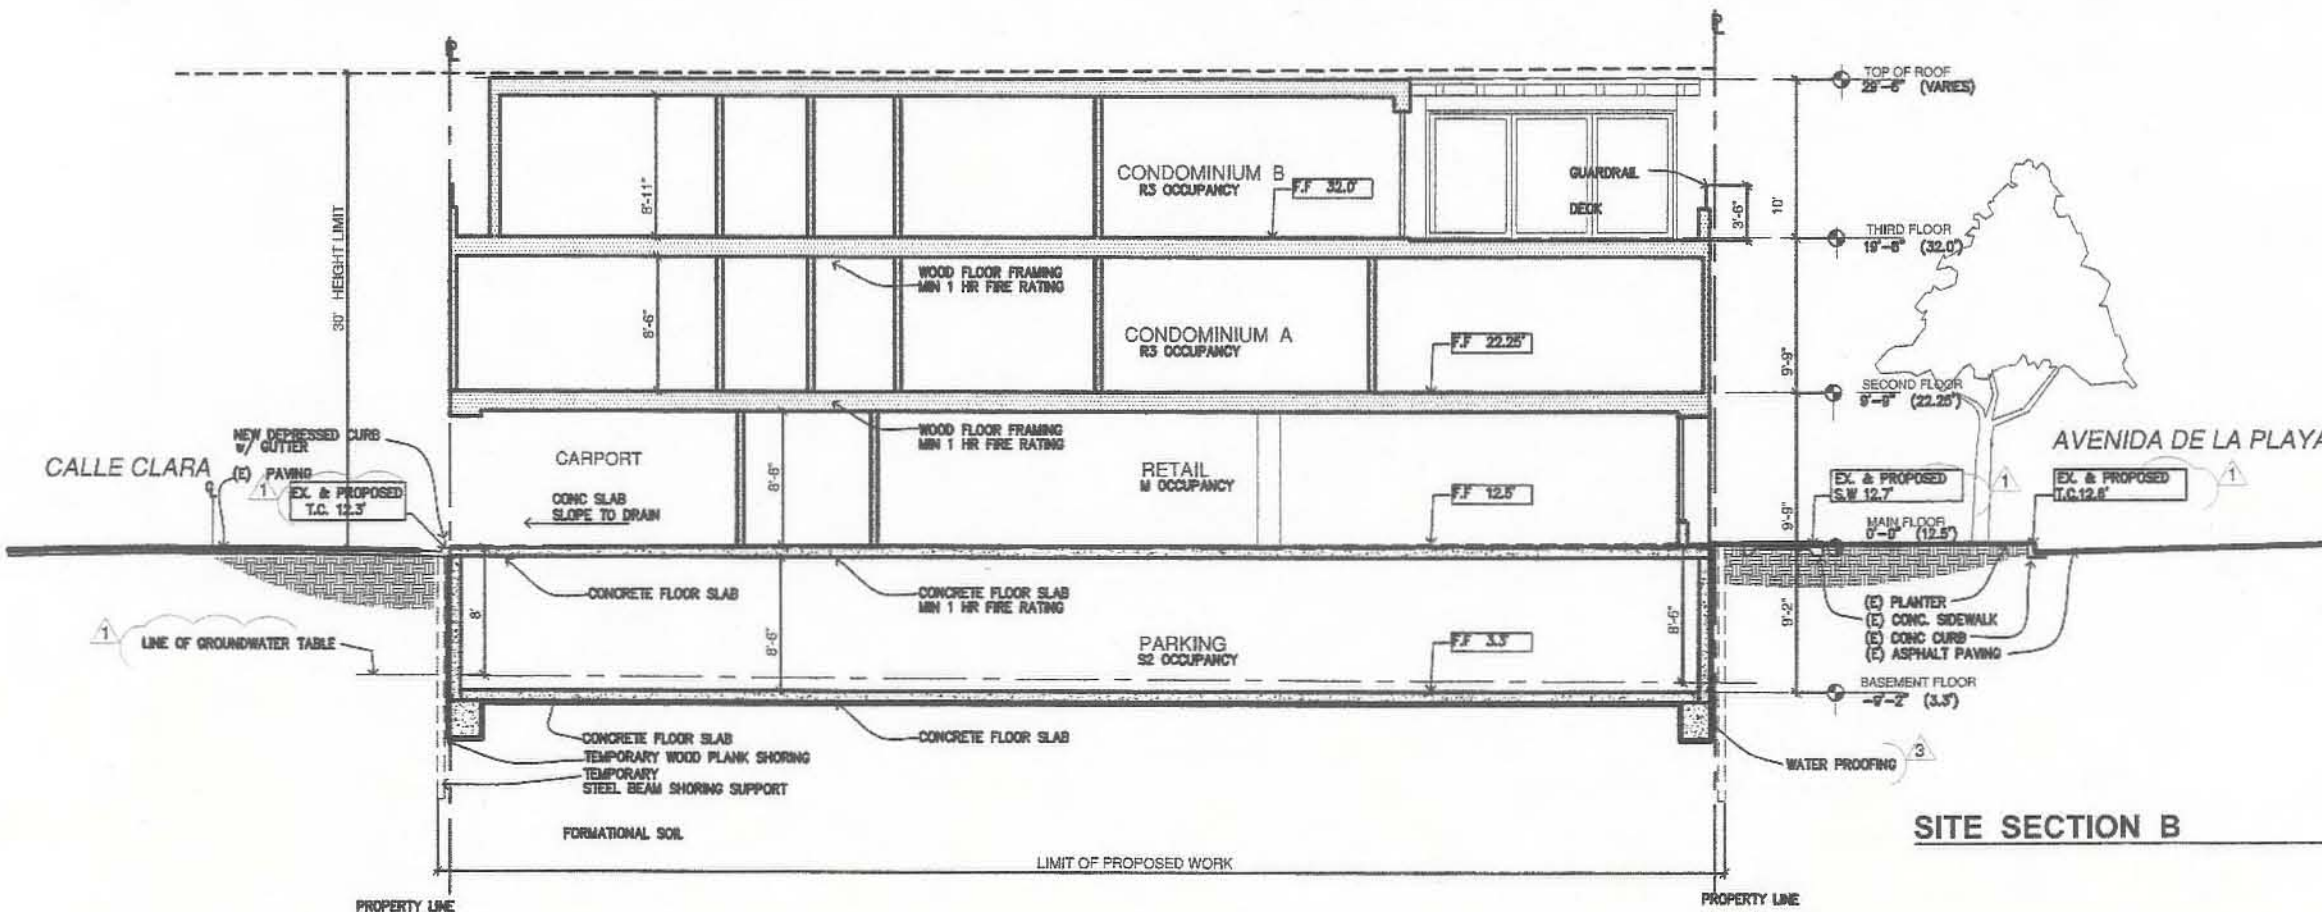 TOP OF ROOF
29'-6" (VARIES)
30' HEIGHT LIMIT
8'-11"
CONDOMINIUM B
R3 OCCUPANCY
F.F 32.0'
GUARDRAIL
DECK
3'-6"
10'
THIRD FLOOR
19'-6" (32.0')
WOOD FLOOR FRAMING
MIN 1 HR FIRE RATING
8'-6"
CONDOMINIUM A
R3 OCCUPANCY
F.F 22.25'
9'-9"
SECOND FLOOR
9'-9" (22.25')
WOOD FLOOR FRAMING
MIN 1 HR FIRE RATING
NEW DEPRESSED CURB
w/ GUTTER
CALLE CLARA
(E) PAVING
1
EX. & PROPOSED
T.C. 12.3'
CARPORT
CONC SLAB
SLOPE TO DRAIN
8'-6"
RETAIL
M OCCUPANCY
F.F 12.5'
AVENIDA DE LA PLAYA
EX. & PROPOSED
S.W 12.7'
1
EX. & PROPOSED
T.C.12.6'
1
9'-9"
MAIN FLOOR
0'-0" (12.5')
CONCRETE FLOOR SLAB
CONCRETE FLOOR SLAB
MIN 1 HR FIRE RATING
8'
8'-6"
8'-6"
9'-2"
(E) PLANTER
(E) CONC. SIDEWALK
(E) CONC CURB
(E) ASPHALT PAVING
1
LINE OF GROUNDWATER TABLE
PARKING
S2 OCCUPANCY
F.F 3.3'
BASEMENT FLOOR
-9'-2" (3.3')
CONCRETE FLOOR SLAB
CONCRETE FLOOR SLAB
TEMPORARY WOOD PLANK SHORING
TEMPORARY
STEEL BEAM SHORING SUPPORT
WATER PROOFING
3
FORMATIONAL SOIL
SITE SECTION B
LIMIT OF PROPOSED WORK
PROPERTY LINE
PROPERTY LINE